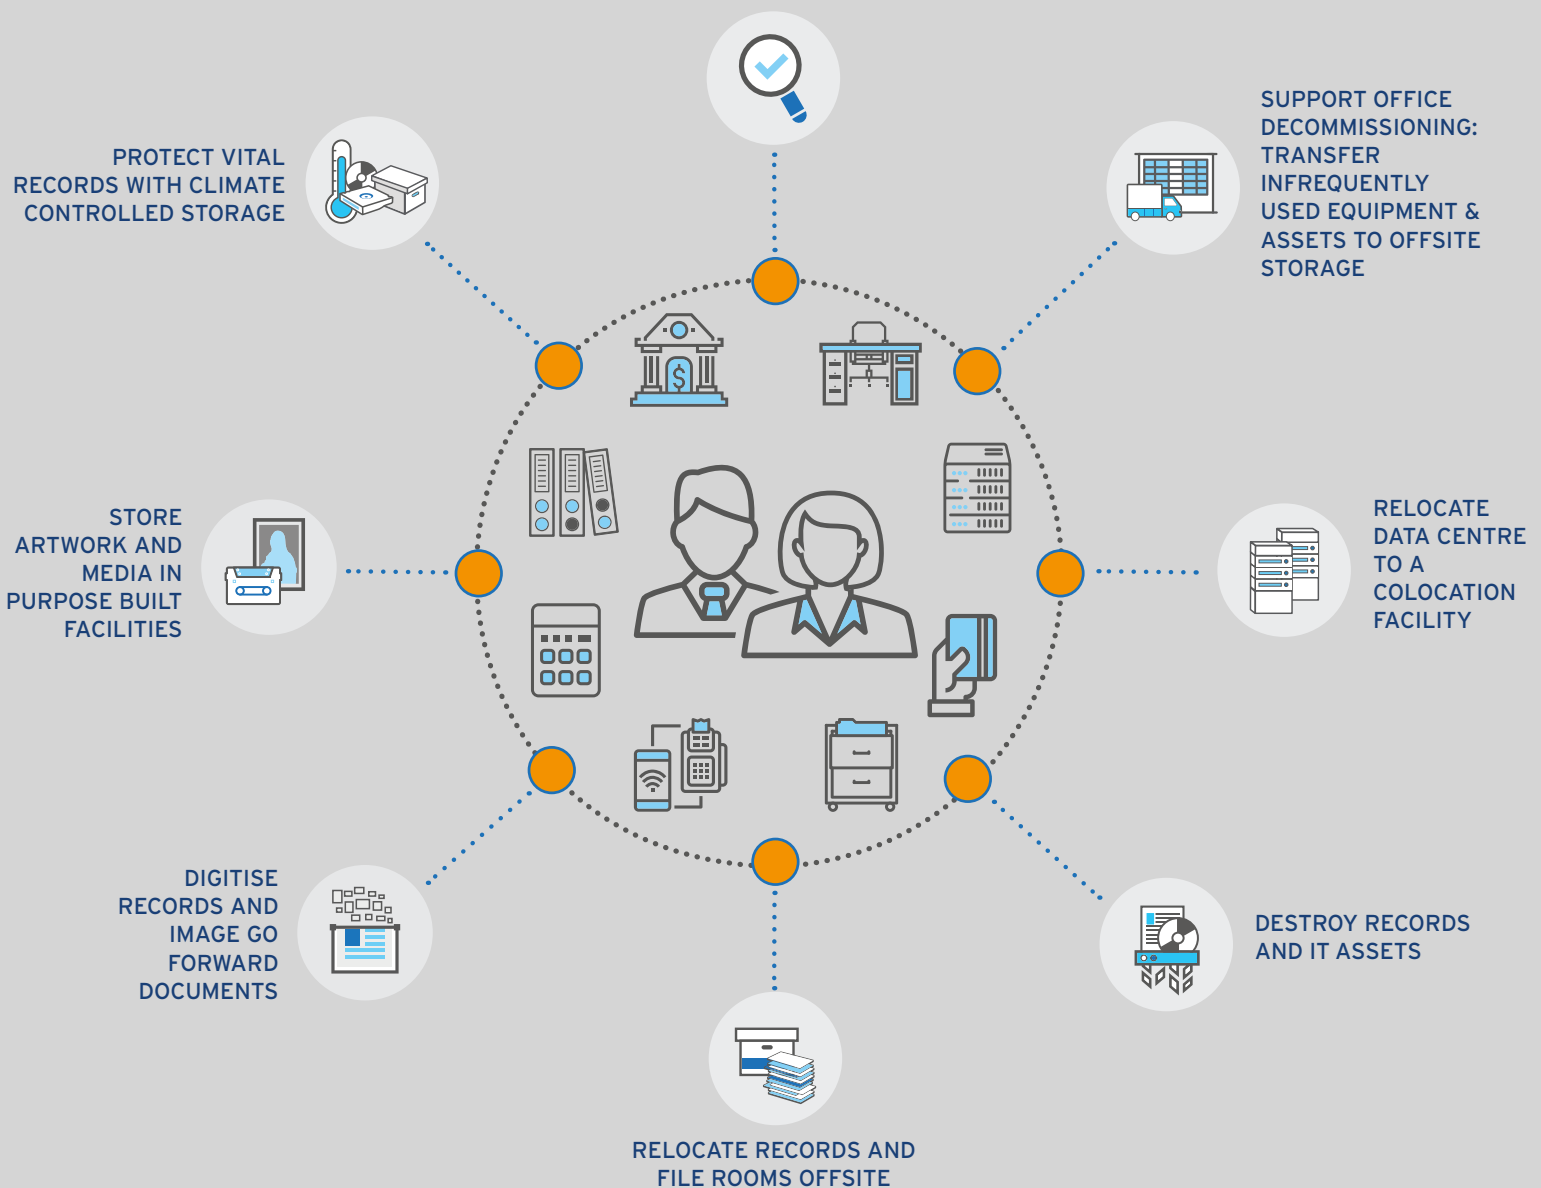 PROTECT VITAL
RECORDS WITH CLIMATE
CONTROLLED STORAGE
SUPPORT OFFICE
DECOMMISSIONING:
TRANSFER
INFREQUENTLY
USED EQUIPMENT &
ASSETS TO OFFSITE
STORAGE
$
STORE
ARTWORK AND
MEDIA IN
PURPOSE BUILT
FACILITIES
RELOCATE
DATA CENTRE
TO A
COLOCATION
FACILITY
DIGITISE
RECORDS AND
IMAGE GO
FORWARD
DOCUMENTS
DESTROY RECORDS
AND IT ASSETS
RELOCATE RECORDS AND
FILE ROOMS OFFSITE